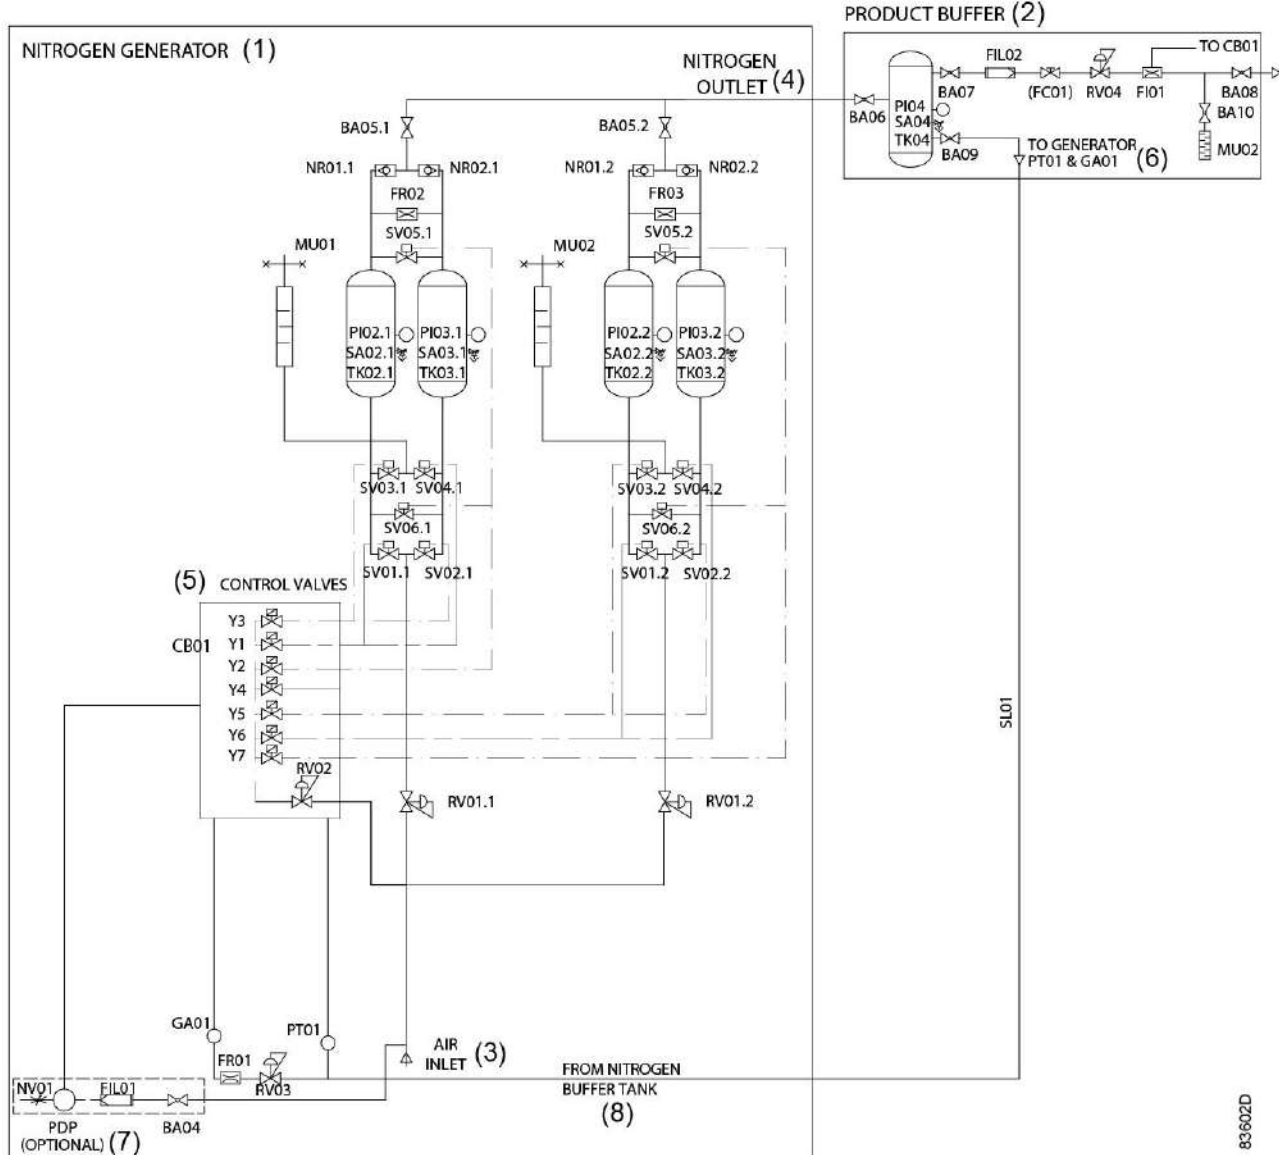 PRODUCT BUFFER (2)
NITROGEN GENERATOR (1)
NITROGEN
OUTLET (4)
TO CB01
FIL02
BA07
(FC01)
RV04
FI01
BA08
BA10
BA06
PI04
SA04
TK04
BA09
TO GENERATOR
PT01 & GA01 (6)
MU02
BA05.1
BA05.2
NR01.1
NR02.1
NR01.2
NR02.2
FR02
FR03
SV05.1
SV05.2
MU01
MU02
PI02.1
SA02.1
TK02.1
PI03.1
SA03.1
TK03.1
PI02.2
SA02.2
TK02.2
PI03.2
SA03.2
TK03.2
SV03.1
SV04.1
SV03.2
SV04.2
SV06.1
SV06.2
SV01.1
SV02.1
SV01.2
SV02.2
(5) CONTROL VALVES
CB01
Y3
Y1
Y2
Y4
Y5
Y6
Y7
RV02
RV01.1
RV01.2
SL01
GA01
PT01
AIR
INLET (3)
FR01
RV03
FROM NITROGEN
BUFFER TANK
(8)
NV01
FIL01
PDP
(OPTIONAL) (7)
BA04
83602D